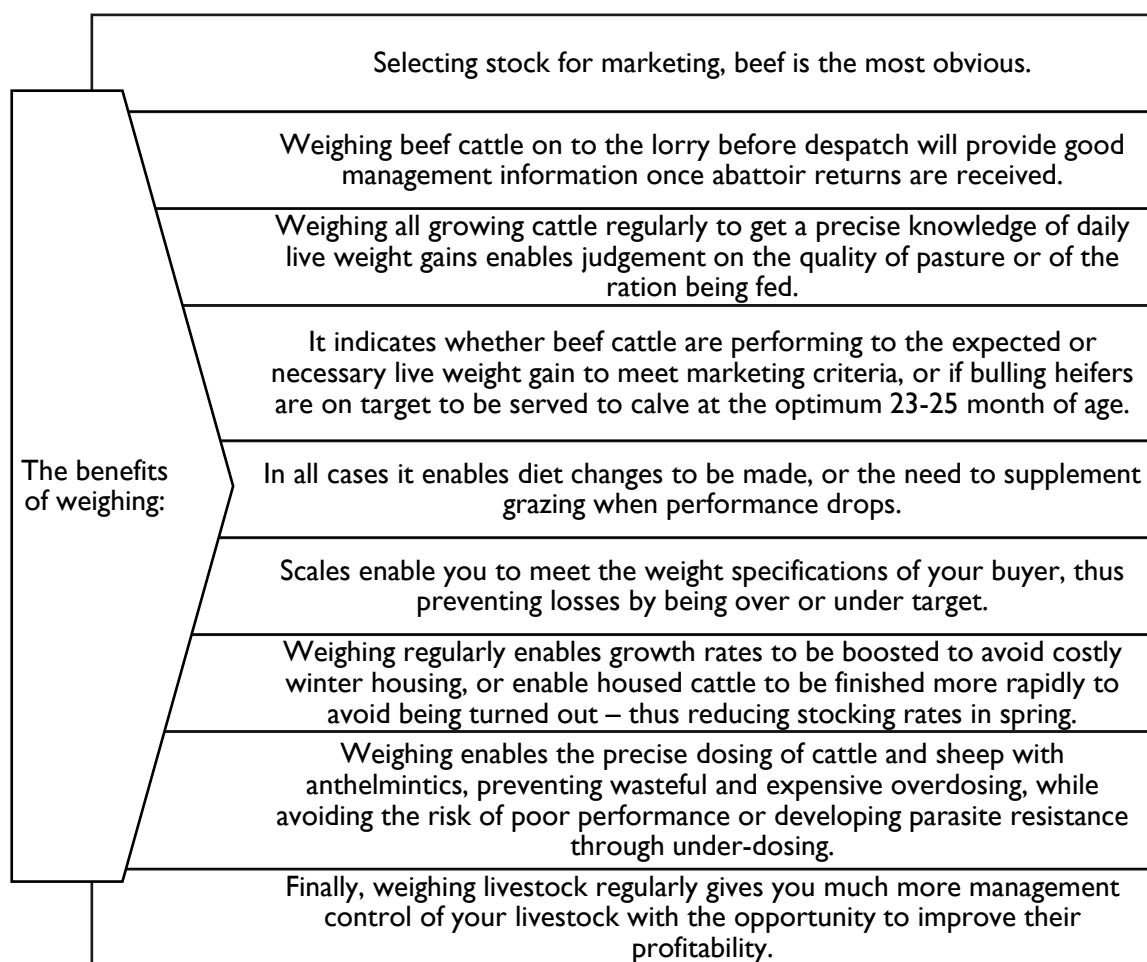 The benefits
of weighing:
Selecting stock for marketing, beef is the most obvious.
Weighing beef cattle on to the lorry before despatch will provide good
management information once abattoir returns are received.
Weighing all growing cattle regularly to get a precise knowledge of daily
live weight gains enables judgement on the quality of pasture or of the
ration being fed.
It indicates whether beef cattle are performing to the expected or
necessary live weight gain to meet marketing criteria, or if bulling heifers
are on target to be served to calve at the optimum 23-25 month of age.
In all cases it enables diet changes to be made, or the need to supplement
grazing when performance drops.
Scales enable you to meet the weight specifications of your buyer, thus
preventing losses by being over or under target.
Weighing regularly enables growth rates to be boosted to avoid costly
winter housing, or enable housed cattle to be finished more rapidly to
avoid being turned out – thus reducing stocking rates in spring.
Weighing enables the precise dosing of cattle and sheep with
anthelmintics, preventing wasteful and expensive overdosing, while
avoiding the risk of poor performance or developing parasite resistance
through under-dosing.
Finally, weighing livestock regularly gives you much more management
control of your livestock with the opportunity to improve their
profitability.